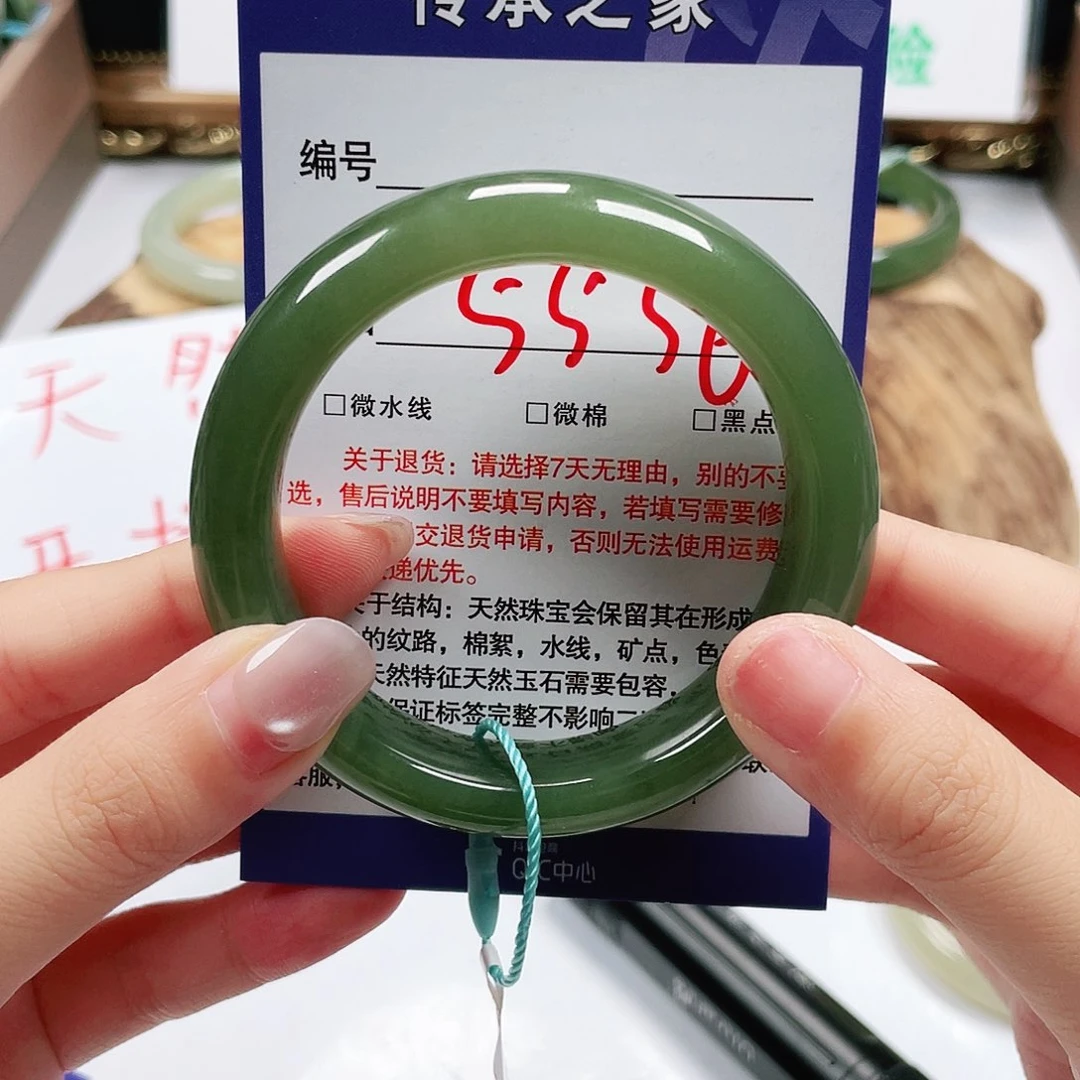 传承之家
险
编号
555
天
□微水线 □微棉 □黑点
关于退货：请选择7天无理由，别的不要
选，售后说明不要填写内容，若填写需要修
交退货申请，否则无法使用运费
递优先。
关于结构：天然珠宝会保留其在形成
的纹路，棉絮，水线，矿点，色
天然特征天然玉石需要包容。
保证标签完整不影响二
客服，
QIC中心